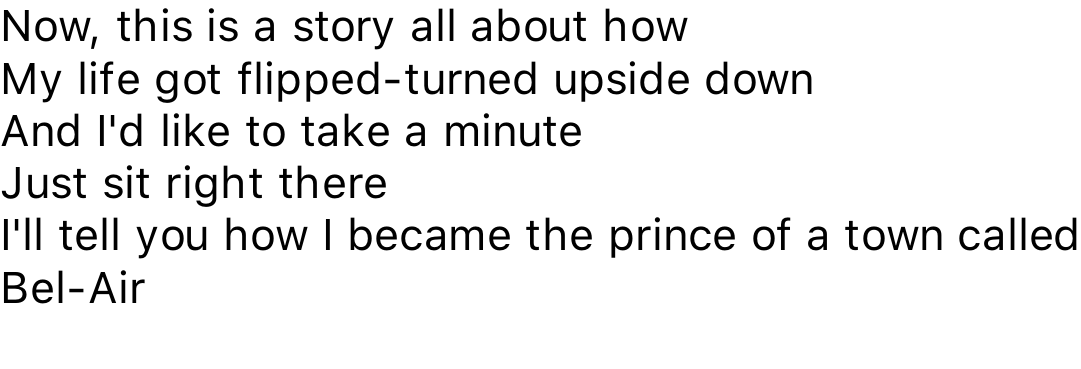 Now, this is a story all about how
My life got flipped-turned upside down
And I'd like to take a minute
Just sit right there
I'll tell you how I became the prince of a town called
Bel-Air